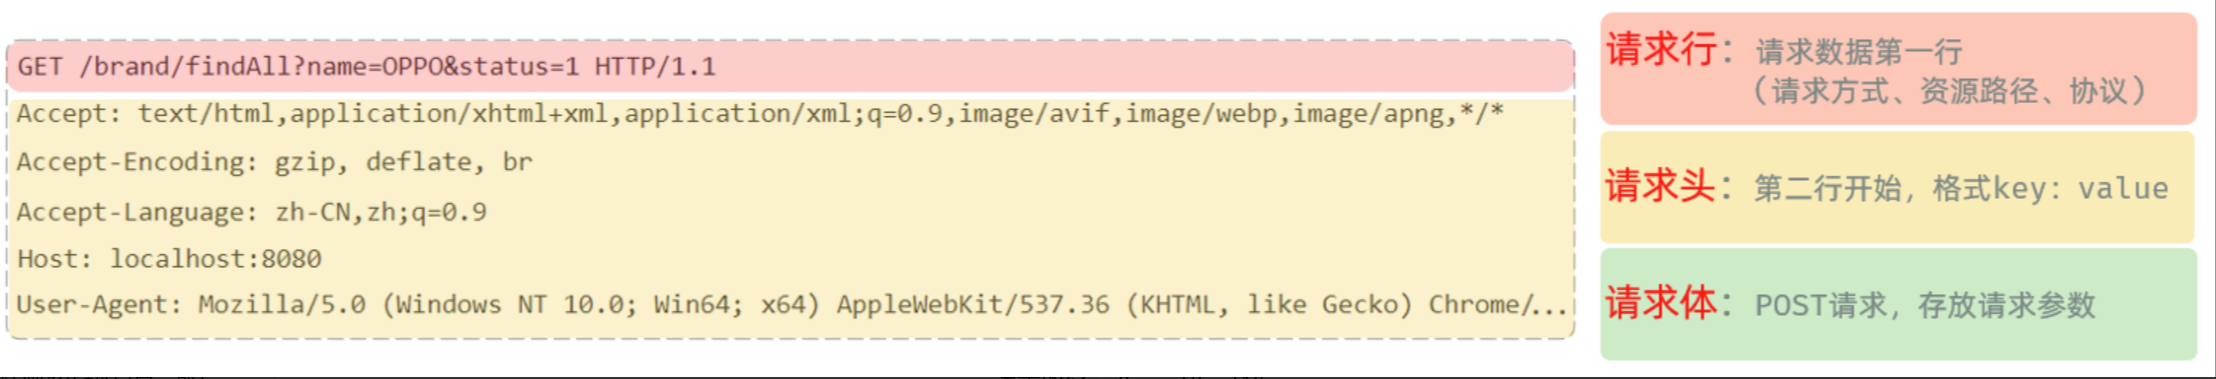 GET /brand/findAll?name=OPPO&status=1 HTTP/1.1
Accept: text/html,application/xhtml+xml,application/xml;q=0.9,image/avif,image/webp,image/apng,*/*
Accept-Encoding: gzip, deflate, br
Accept-Language: zh-CN,zh;q=0.9
Host: localhost:8080
User-Agent: Mozilla/5.0 (Windows NT 10.0; Win64; x64) AppleWebKit/537.36 (KHTML, like Gecko) Chrome/...
请求行：请求数据第一行
（请求方式、资源路径、协议）
请求头：第二行开始，格式key：value
请求体：POST请求，存放请求参数